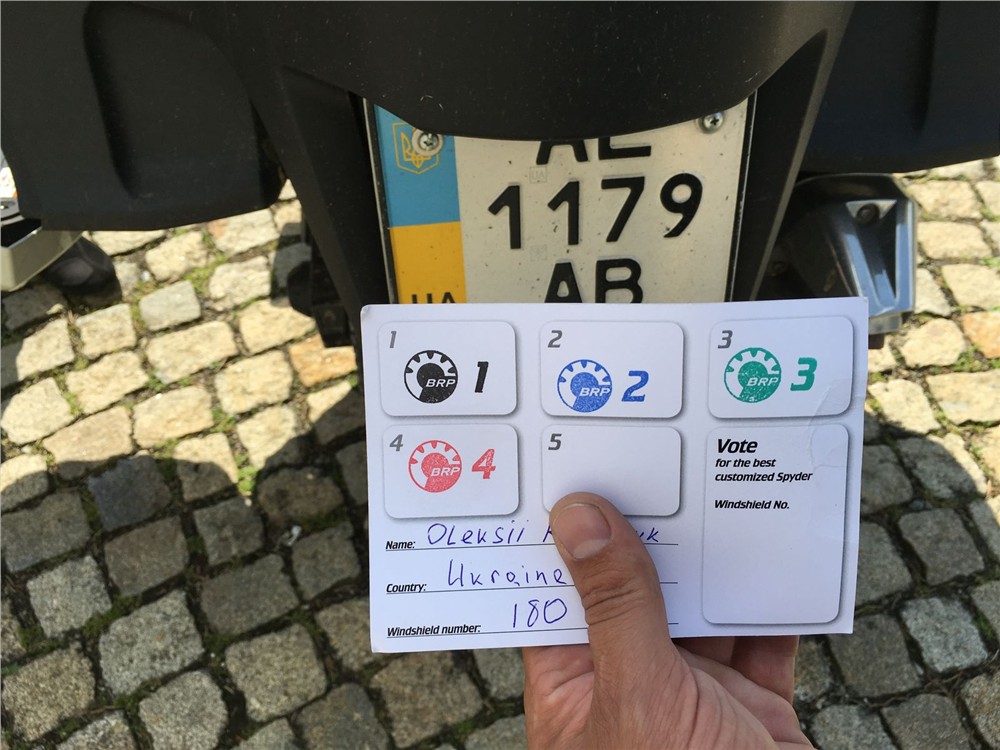 AE
1179
AB
UA
1 BRP 1
2 BRP 2
3 BRP 3
4 BRP 4
5
Vote
for the best
customized Spyder
Windshield No.
Name: Oleksii
Country: Ukraine
Windshield number: 180